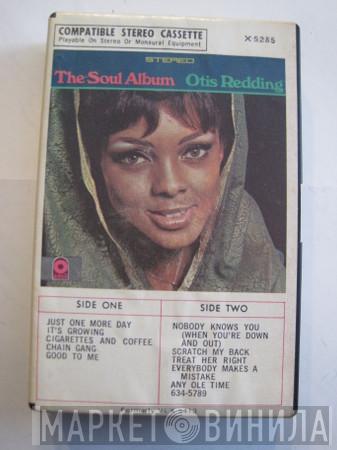 COMPATIBLE STEREO CASSETTE X5285
Playable On Stereo Or Monaural Equipment
STEREO
The Soul Album Otis Redding
SIDE ONE
JUST ONE MORE DAY
IT'S GROWING
CIGARETTES AND COFFEE
CHAIN GANG
GOOD TO ME
SIDE TWO
NOBODY KNOWS YOU
(WHEN YOU'RE DOWN
AND OUT)
SCRATCH MY BACK
TREAT HER RIGHT
EVERYBODY MAKES A
MISTAKE
ANY OLE TIME
634-5789
МАРКЕТ ВИНИЛА